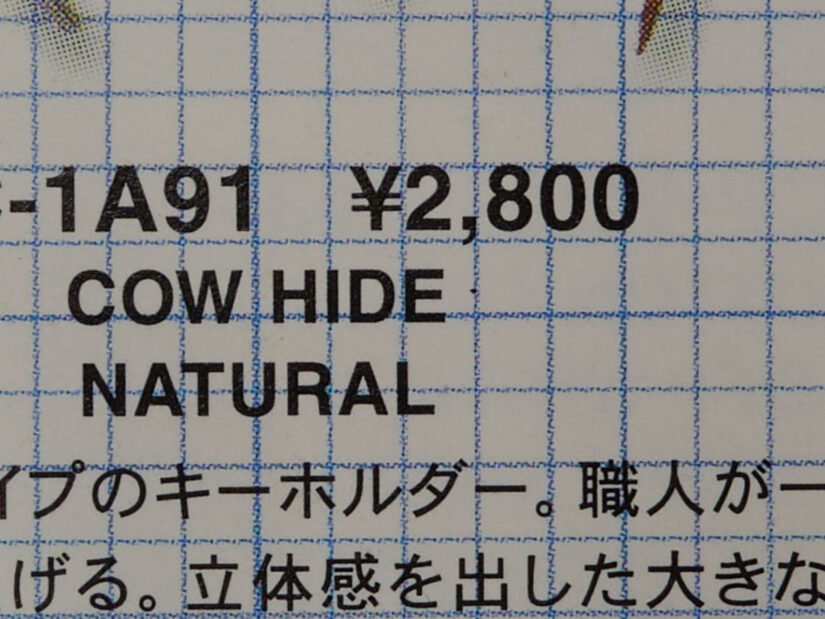 -1A91 ¥2,800
COW HIDE
NATURAL
イプのキーホルダー。職人が一
げる。立体感を出した大きな